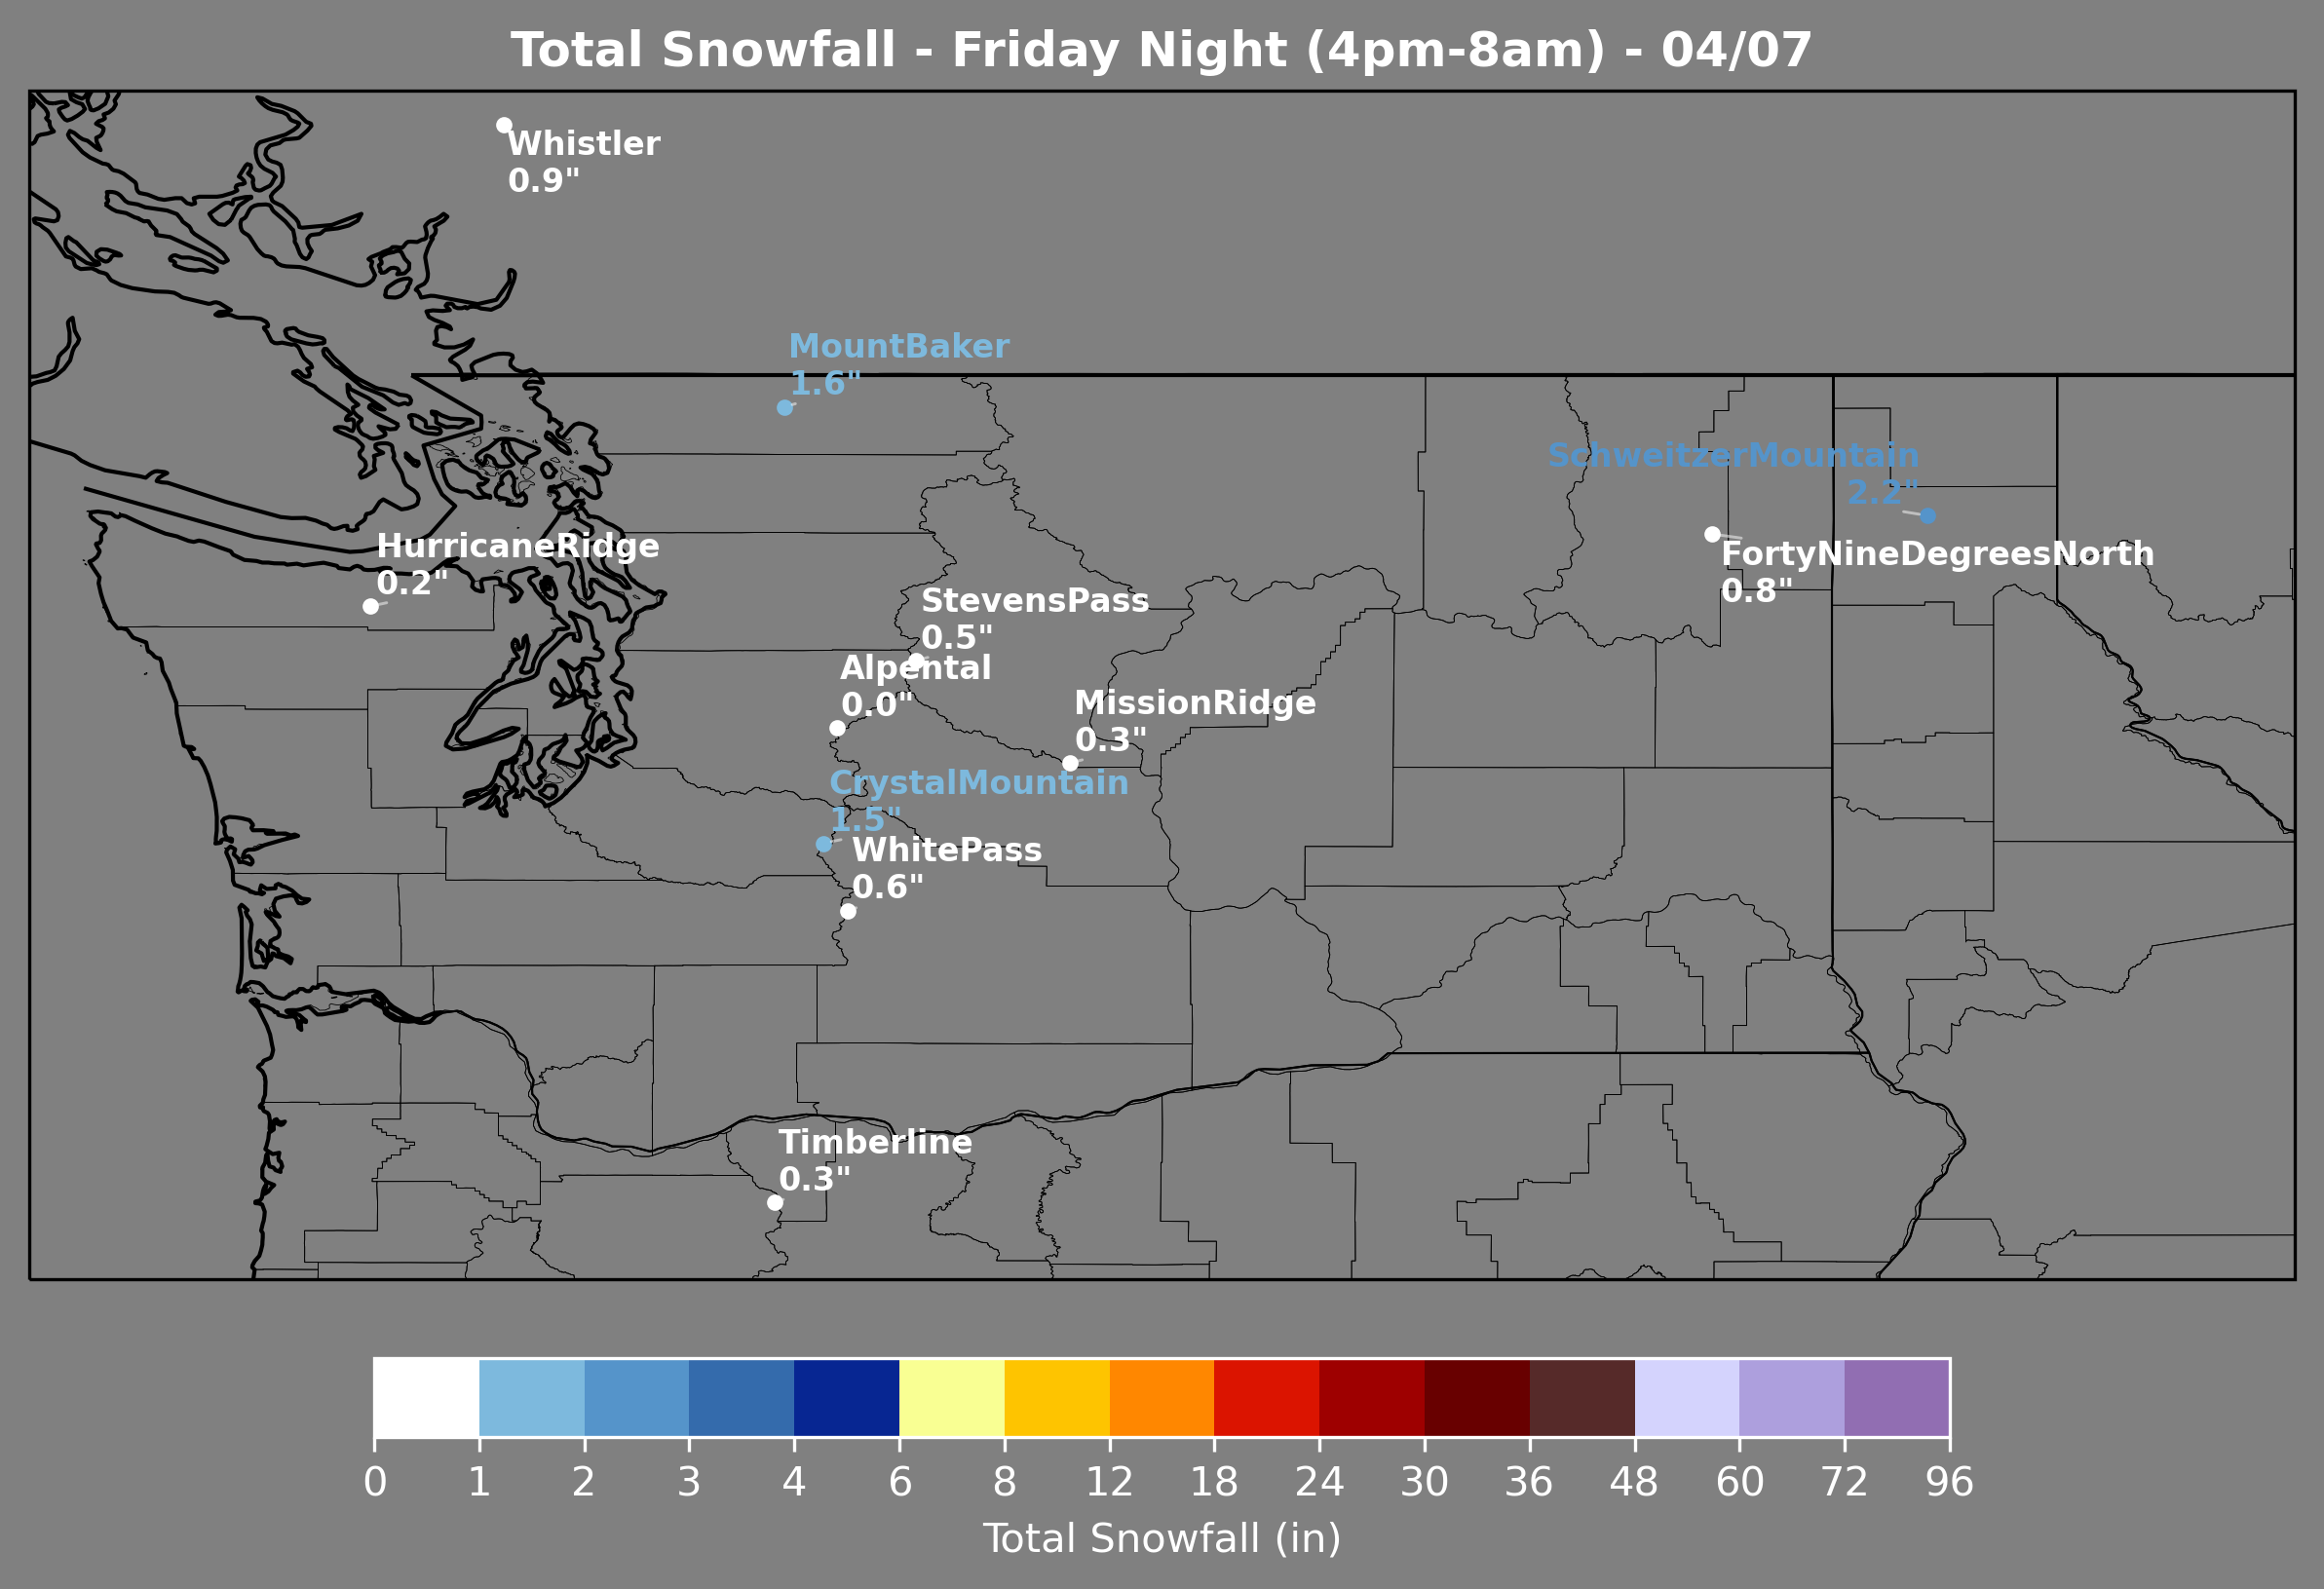 Total Snowfall - Friday Night (4pm-8am) - 04/07
Whistler
0.9"
MountBaker
1.6"
SchweitzerMountain
2.2"
HurricaneRidge
0.2"
FortyNineDegreesNorth
0.8"
StevensPass
0.5"
Alpental
0.0"
MissionRidge
0.3"
CrystalMountain
1.5"
WhitePass
0.6"
Timberline
0.3"
0 1 2 3 4 6 8 12 18 24 30 36 48 60 72 96
Total Snowfall (in)